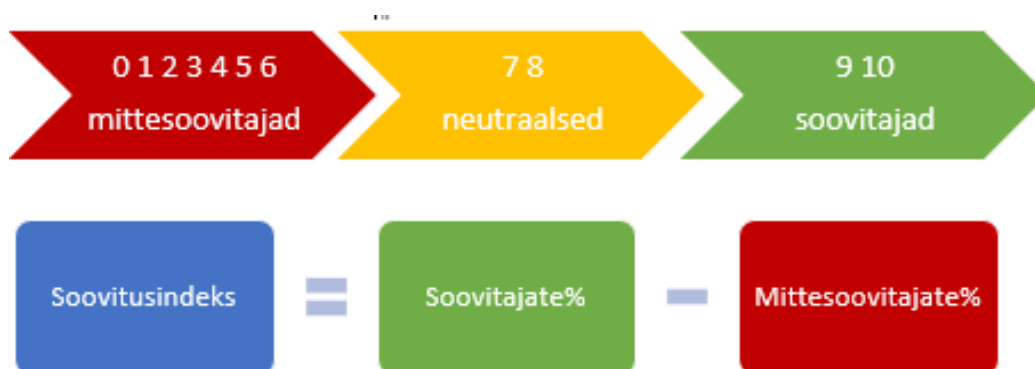 0 1 2 3 4 5 6
mittesoovitajad
7 8
neutraalsed
9 10
soovitajad
Soovitusindeks = Soovitajate% - Mittesoovitajate%